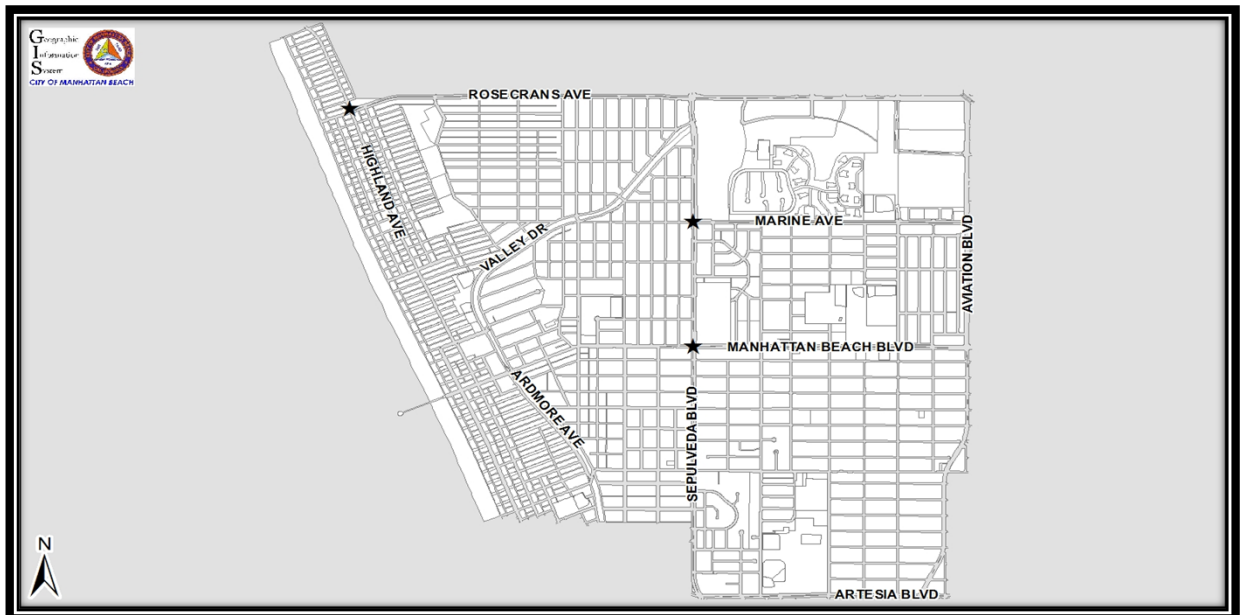 Geographic
Information
System
CITY OF MANHATTAN BEACH
ROSECRANS AVE
HIGHLAND AVE
VALLEY DR
MARINE AVE
AVIATION BLVD
MANHATTAN BEACH BLVD
ARDMORE AVE
SEPULVEDA BLVD
ARTESIA BLVD
N